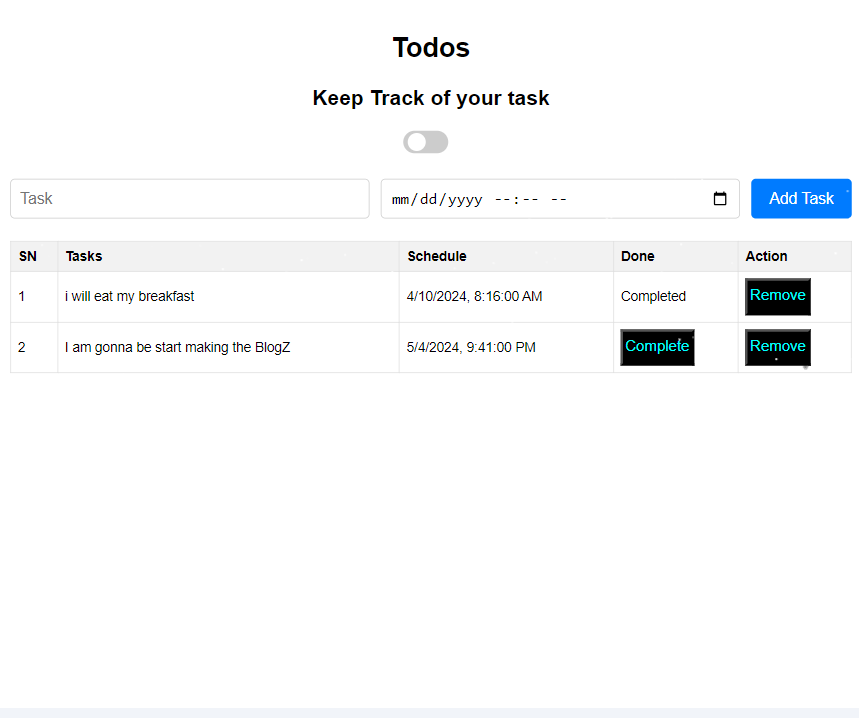 Todos
Keep Track of your task
Task
mm/dd/yyyy --:-- --
Add Task
SN Tasks Schedule Done Action
1 i will eat my breakfast 4/10/2024, 8:16:00 AM Completed Remove
2 I am gonna be start making the BlogZ 5/4/2024, 9:41:00 PM Complete Remove